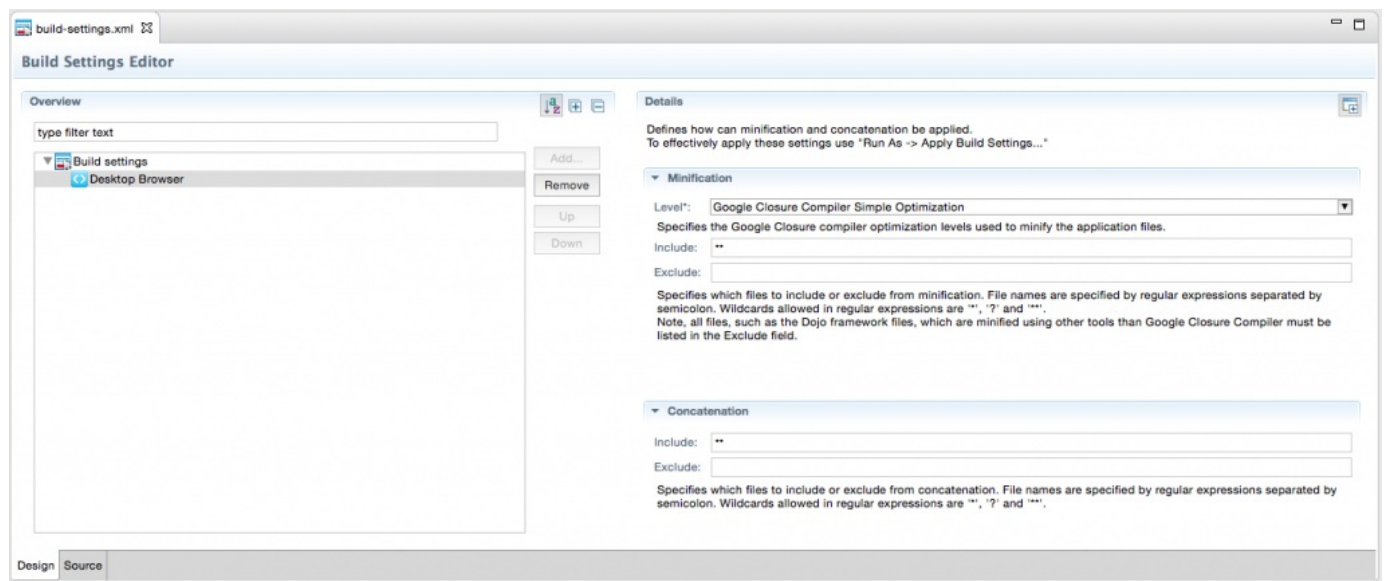 build-settings.xml
Build Settings Editor
Overview
type filter text
Build settings
Desktop Browser
Add...
Remove
Up
Down
Details
Defines how can minification and concatenation be applied.
To effectively apply these settings use "Run As -> Apply Build Settings..."
Minification
Level*: Google Closure Compiler Simple Optimization
Specifies the Google Closure compiler optimization levels used to minify the application files.
Include: **
Exclude:
Specifies which files to include or exclude from minification. File names are specified by regular expressions separated by
semicolon. Wildcards allowed in regular expressions are '*', '?' and '**'.
Note, all files, such as the Dojo framework files, which are minified using other tools than Google Closure Compiler must be
listed in the Exclude field.
Concatenation
Include: **
Exclude:
Specifies which files to include or exclude from concatenation. File names are specified by regular expressions separated by
semicolon. Wildcards allowed in regular expressions are '*', '?' and '**'.
Design Source